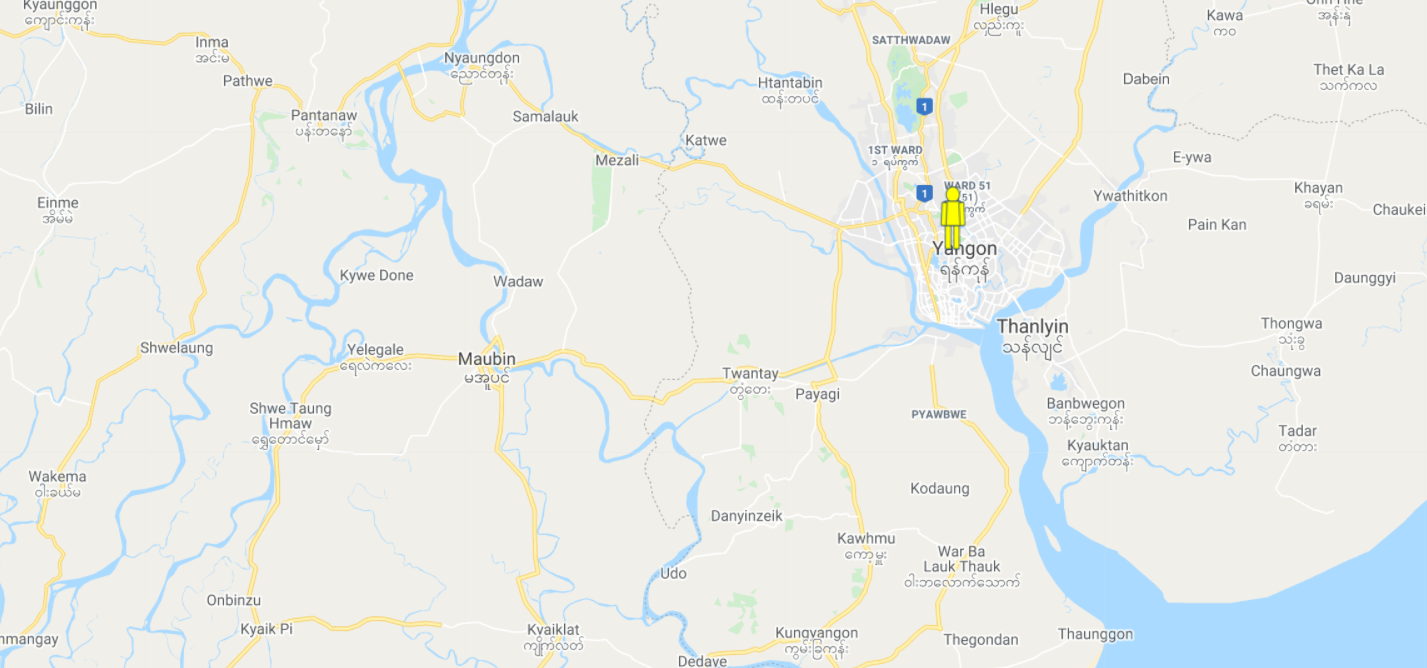 Kyaunggon
ကျောင်းကုန်း
Hlegu
လှည်းကူး
Kawa
ကဝ
အုန်းနှဲ
Inma
အင်းမ
SATTHWADAW
Nyaungdon
ညောင်တုန်း
Pathwe
Htantabin
ထန်းတပင်
Dabein
Thet Ka La
သက်ကလ
Bilin
Pantanaw
ပန်းတနော်
Samalauk
1
Katwe
1ST WARD
၁ ရပ်ကွက်
Mezali
E-ywa
WARD 51
1
Ywathitkon
Khayan
ခရမ်း
Einme
အိမ်မဲ
Chaukei
Pain Kan
Yangon
ရန်ကုန်
Kywe Done
Wadaw
Daunggyi
Thanlyin
သန်လျင်
Thongwa
သုံးခွ
Shwelaung
Yelegale
ရေလဲကလေး
Maubin
မအူပင်
Twantay
တွံတေး
Payagi
Chaungwa
Shwe Taung
Hmaw
ရွှေတောင်မှော်
PYAWBWE
Banbwegon
ဘန့်ဘွေးကုန်း
Kyauktan
ကျောက်တန်း
Tadar
တံတား
Wakema
ဝါးခယ်မ
Kodaung
Danyinzeik
Kawhmu
ကော့မှူး
War Ba
Lauk Thauk
ဝါးဘလောက်သောက်
Udo
Onbinzu
Kyaik Pi
nmangay
Kyaiklat
ကျိုက်လတ်
Kungyangon
ကွမ်းခြံကုန်း
Thegondan
Thaunggon
Dedaye